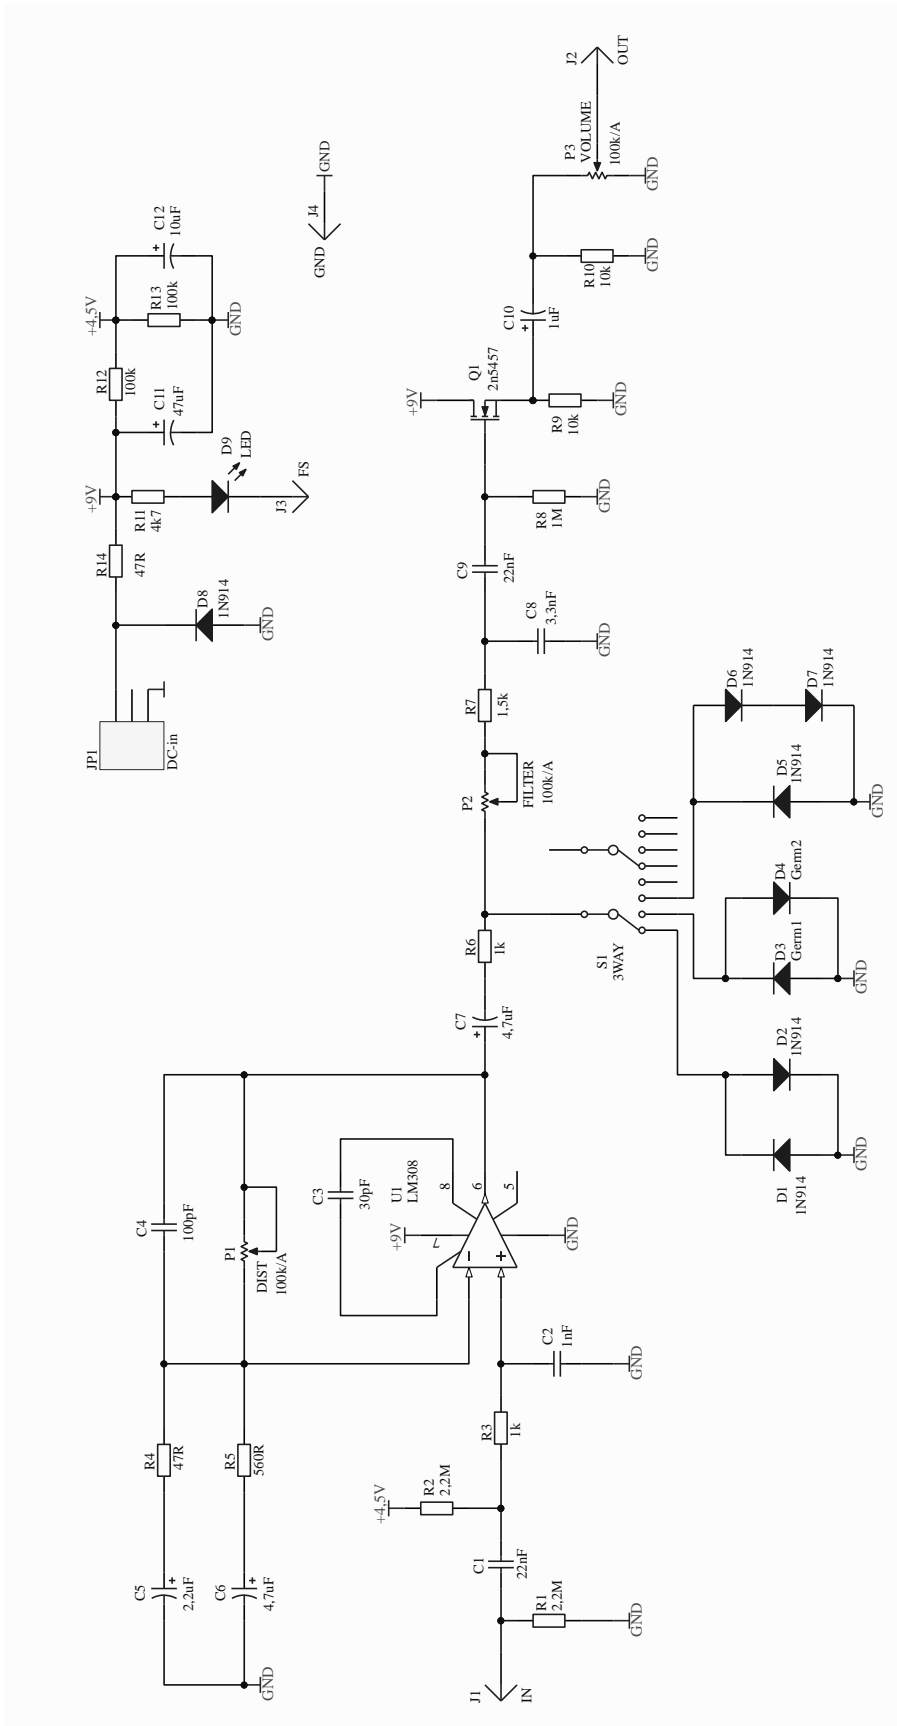 JP1
DC-in
D8
1N914
GND
R14
47R
+9V
R11
4k7
D9
LED
J3
FS
C11
47uF
R12
100k
+4,5V
R13
100k
GND
C12
10uF
J4
GND
GND
C5
2,2uF
C6
4,7uF
GND
R4
47R
R5
560R
C4
100pF
P1
DIST
100k/A
C3
30pF
U1
LM308
+9V
7
8
6
5
GND
J1
IN
R1
2,2M
GND
C1
22nF
+4,5V
R2
2,2M
R3
1k
C2
1nF
GND
C7
4,7uF
R6
1k
S1
3WAY
D1
1N914
D2
1N914
GND
D3
Germ1
D4
Germ2
GND
D5
1N914
D6
1N914
D7
1N914
GND
P2
FILTER
100k/A
R7
1,5k
C8
3,3nF
GND
C9
22nF
R8
1M
GND
+9V
Q1
2n5457
R9
10k
GND
C10
1uF
R10
10k
GND
P3
VOLUME
100k/A
GND
J2
OUT